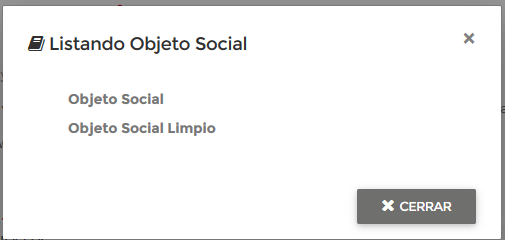 Listando Objeto Social
Objeto Social
Objeto Social Limpio
CERRAR